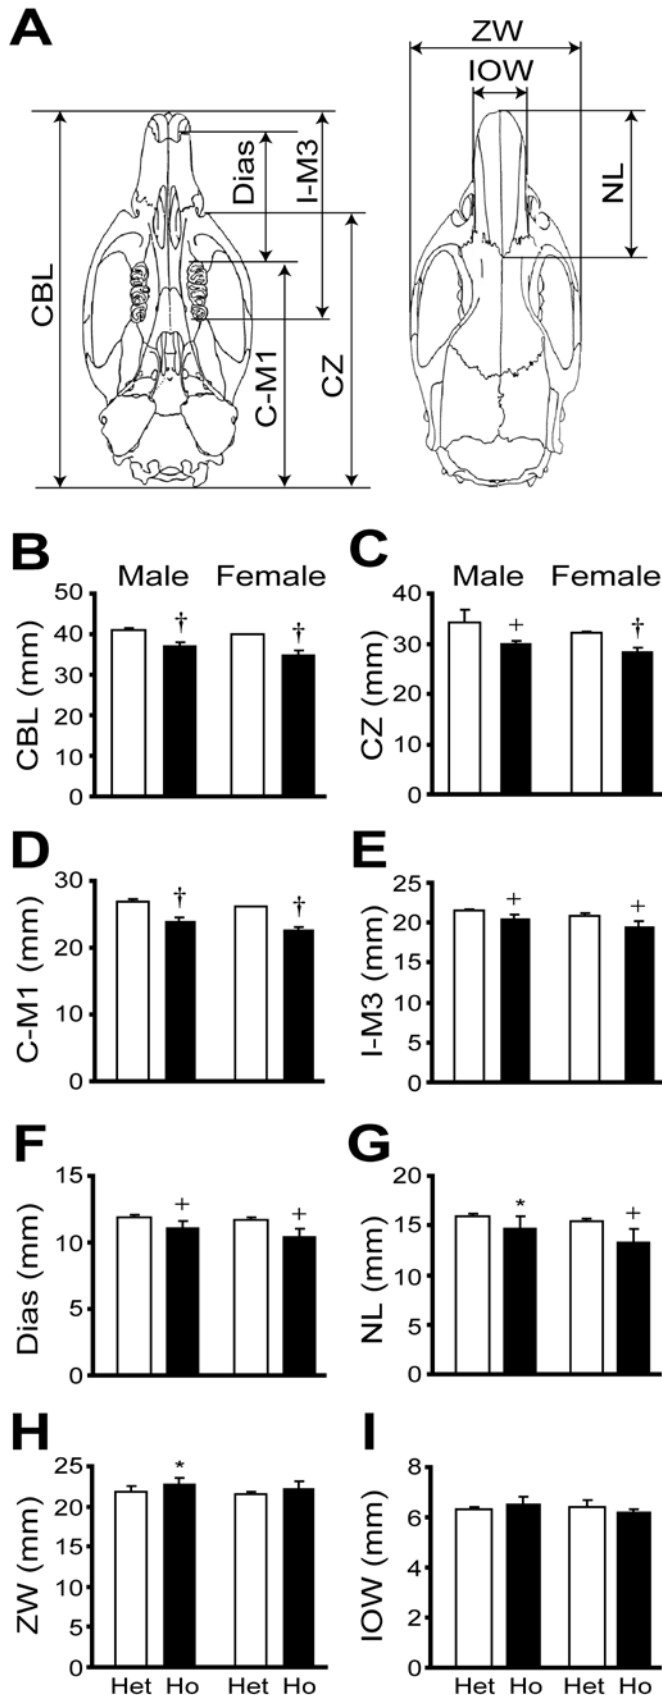 A
ZW
IOW
CBL
Dias
I-M3
C-M1
CZ
NL
B
Male Female
†
†
CBL (mm)
50
40
30
20
10
0
C
Male Female
+
†
CZ (mm)
40
30
20
10
0
D
†
†
C-M1 (mm)
30
20
10
0
E
+
+
I-M3 (mm)
25
20
15
10
5
0
F
+
+
Dias (mm)
15
10
5
0
G
*
+
NL (mm)
20
15
10
5
0
H
*
ZW (mm)
25
20
15
10
5
0
Het Ho Het Ho
I
IOW (mm)
8
6
4
2
0
Het Ho Het Ho